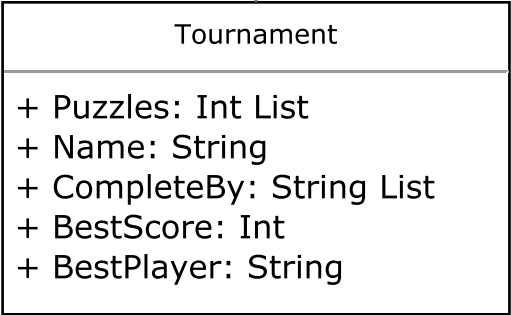 Tournament
+ Puzzles: Int List
+ Name: String
+ CompleteBy: String List
+ BestScore: Int
+ BestPlayer: String